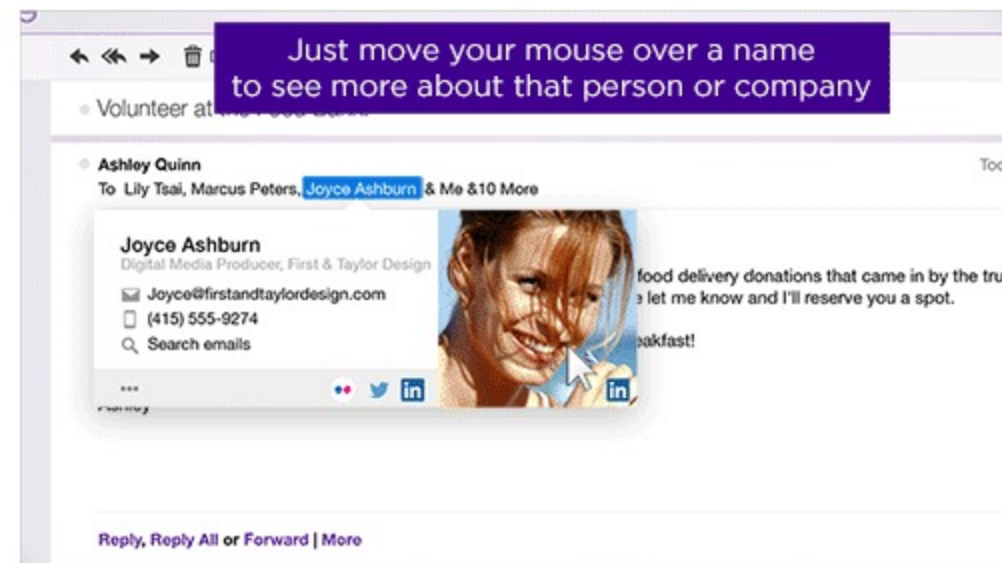 Just move your mouse over a name
to see more about that person or company
Volunteer at
Ashley Quinn
To Lily Tsai, Marcus Peters, Joyce Ashburn & Me &10 More
Joyce Ashburn
Digital Media Producer, First & Taylor Design
Joyce@firstandtaylordesign.com
food delivery donations that came in by the tru
(415) 555-9274
let me know and I'll reserve you a spot.
Search emails
eakfast!
•••
in
in
Reply, Reply All or Forward | More